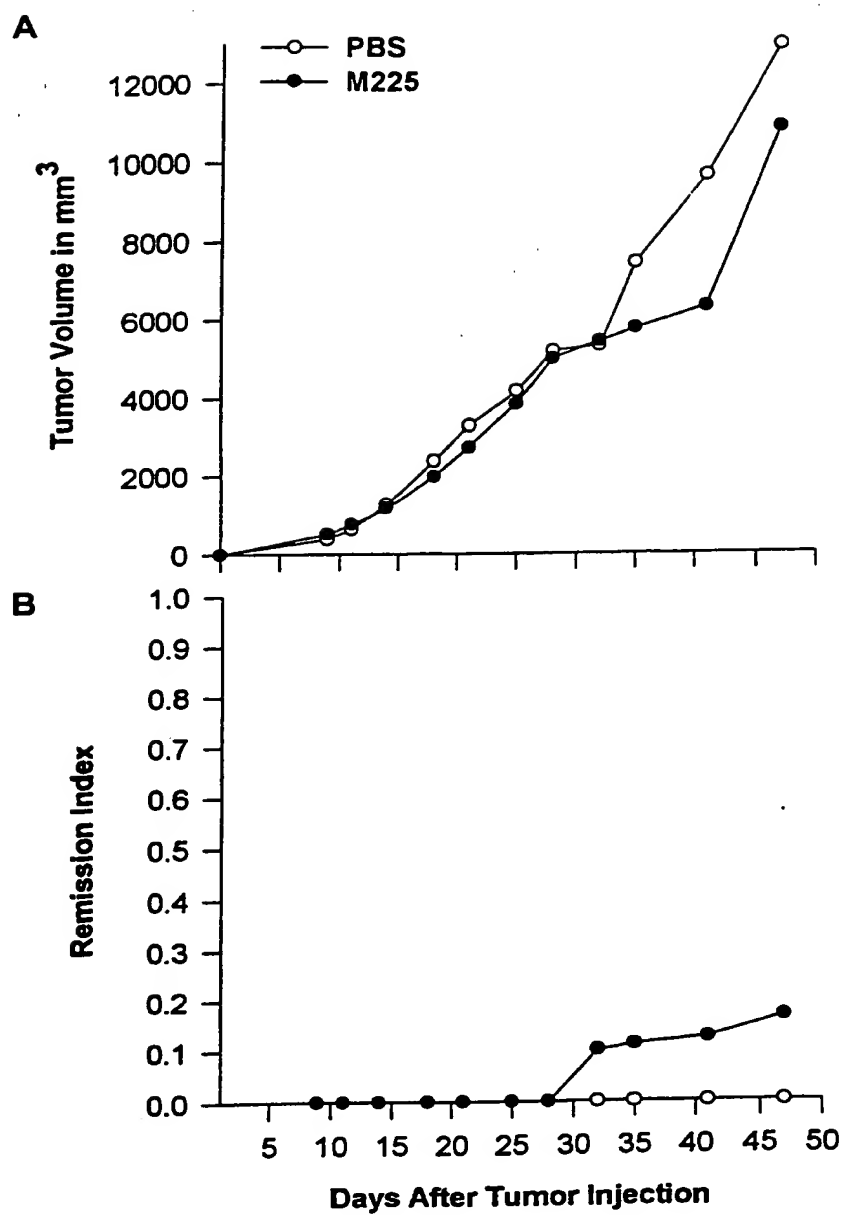 A
PBS
M225
12000
10000
8000
6000
4000
2000
0
Tumor Volume in mm³
B
1.0
0.9
0.8
0.7
0.6
0.5
0.4
0.3
0.2
0.1
0.0
Remission Index
5 10 15 20 25 30 35 40 45 50
Days After Tumor Injection